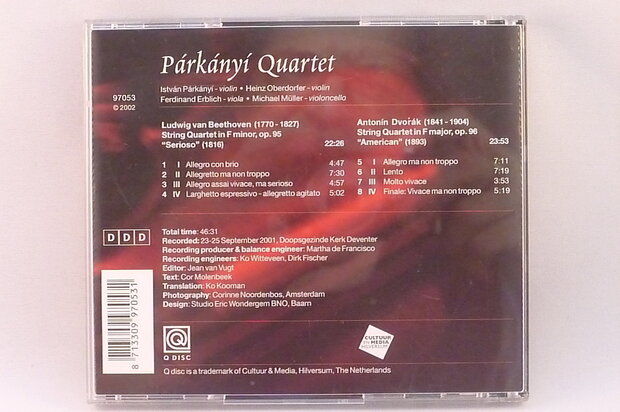 Párkányí Quartet
97053
© 2002
István Párkányí - violin • Heinz Oberdorfer - violin
Ferdinand Erblich - viola • Michael Müller - violoncello
Ludwig van Beethoven (1770 - 1827)
String Quartet in F minor, op. 95
"Serioso" (1816) 22:26
1 I Allegro con brio 4:47
2 II Allegretto ma non troppo 7:30
3 III Allegro assai vivace, ma serioso 4:57
4 IV Larghetto espressivo - allegretto agitato 5:02
Antonín Dvořák (1841 - 1904)
String Quartet in F major, op. 96
"American" (1893) 23:53
5 I Allegro ma non troppo 7:11
6 II Lento 7:19
7 III Molto vivace 3:53
8 IV Finale: Vivace ma non troppo 5:19
D D D
Total time: 46:31
Recorded: 23-25 September 2001, Doopsgezinde Kerk Deventer
Recording producer & balance engineer: Martha de Francisco
Recording engineers: Ko Witteveen, Dirk Fischer
Editor: Jean van Vugt
Text: Cor Molenbeek
Translation: Ko Kooman
Photography: Corinne Noordenbos, Amsterdam
Design: Studio Eric Wondergem BNO, Baarn
8 713309 970531
Q
Q DISC
CULTUUR
EN MEDIA
HILVERSUM
Q disc is a trademark of Cultuur & Media, Hilversum, The Netherlands